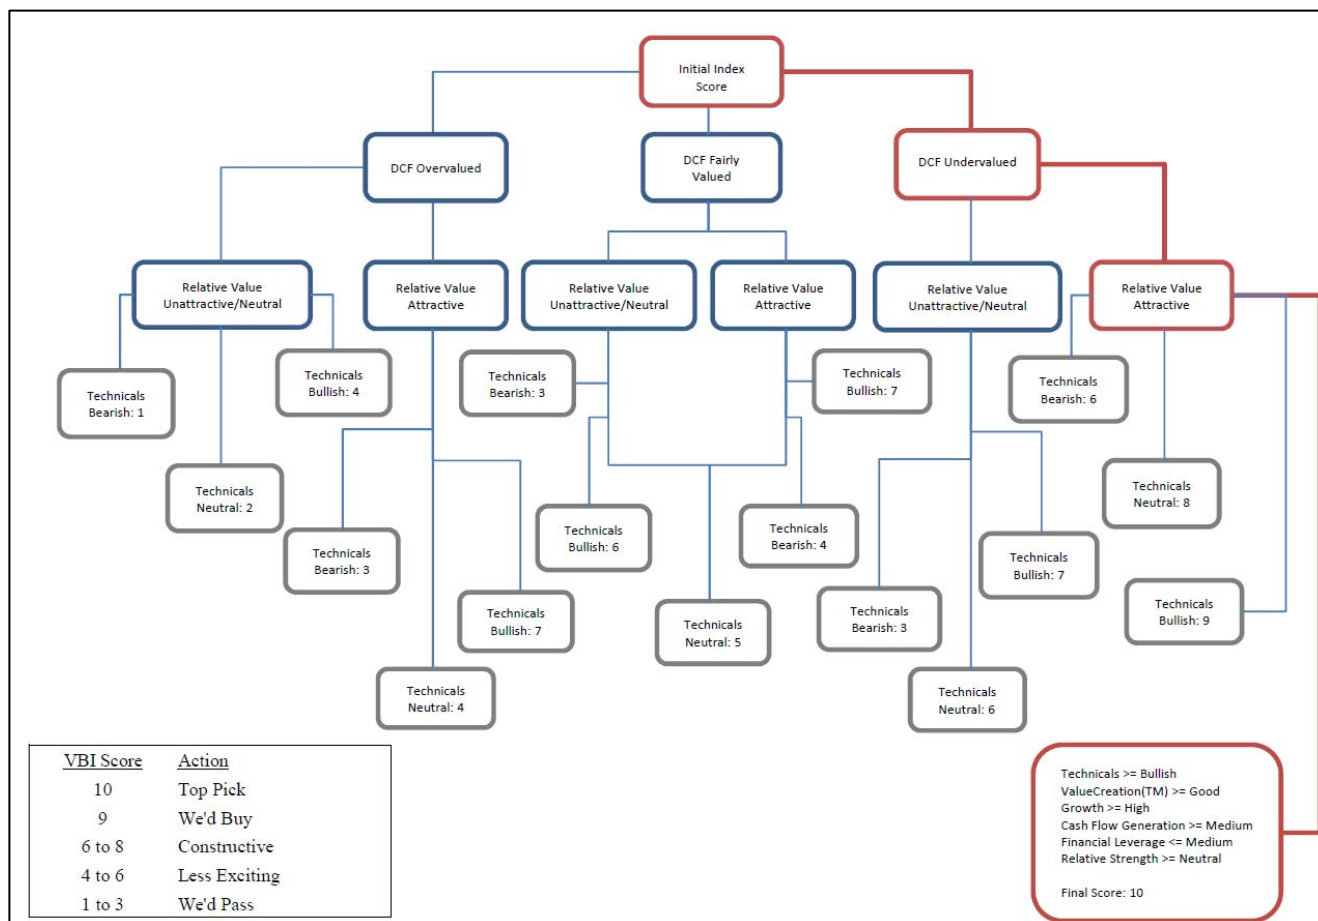 Initial Index
Score
DCF Overvalued
DCF Fairly
Valued
DCF Undervalued
Relative Value
Unattractive/Neutral
Relative Value
Attractive
Relative Value
Unattractive/Neutral
Relative Value
Attractive
Relative Value
Unattractive/Neutral
Relative Value
Attractive
Technicals
Bearish: 1
Technicals
Bullish: 4
Technicals
Bearish: 3
Technicals
Bullish: 7
Technicals
Bearish: 6
Technicals
Neutral: 2
Technicals
Bearish: 3
Technicals
Bullish: 6
Technicals
Bearish: 4
Technicals
Neutral: 8
Technicals
Bullish: 7
Technicals
Bullish: 7
Technicals
Neutral: 5
Technicals
Bearish: 3
Technicals
Bullish: 9
Technicals
Neutral: 4
Technicals
Neutral: 6
VBI Score Action
10 Top Pick
9 We'd Buy
6 to 8 Constructive
4 to 6 Less Exciting
1 to 3 We'd Pass
Technicals >= Bullish
ValueCreation(TM) >= Good
Growth >= High
Cash Flow Generation >= Medium
Financial Leverage <= Medium
Relative Strength >= Neutral
Final Score: 10